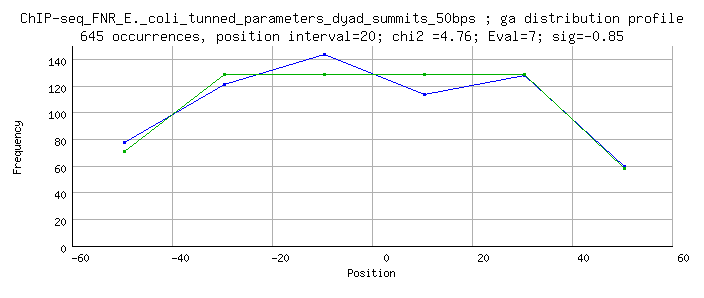 ChIP-seq_FNR_E._coli_tunned_parameters_dyad_summits_50bps ; ga distribution profile
645 occurrences, position interval=20; chi2 =4.76; Eval=7; sig=-0.85
140
120
100
80
60
40
20
0
Frequency
-60 -40 -20 0 20 40 60
Position